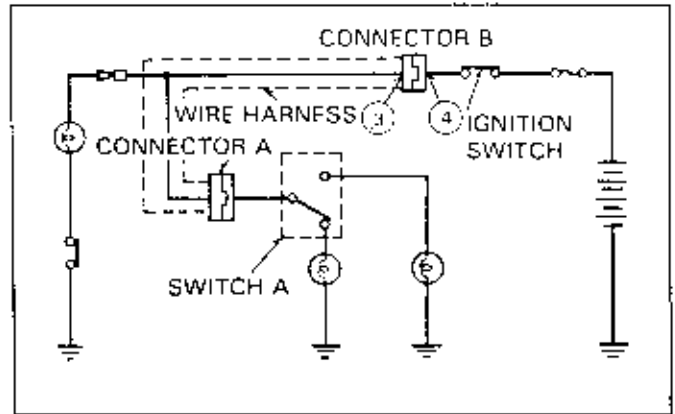 CONNECTOR B
WIRE HARNESS
3
4
IGNITION
SWITCH
CONNECTOR A
SWITCH A